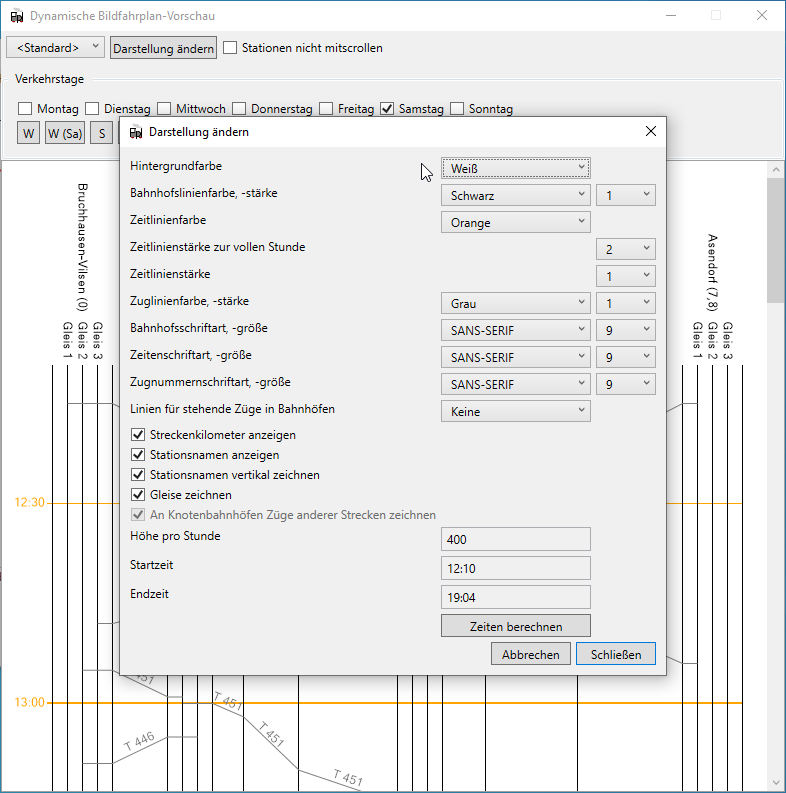 Dynamische Bildfahrplan-Vorschau
<Standard> Darstellung ändern Stationen nicht mitscrollen
Verkehrstage
Montag Dienstag Mittwoch Donnerstag Freitag Samstag Sonntag
W W (Sa) S
Darstellung ändern
Hintergrundfarbe Weiß
Bahnhofslinienfarbe, -stärke Schwarz 1
Zeitlinienfarbe Orange
Zeitlinienstärke zur vollen Stunde 2
Zeitlinienstärke 1
Zuglinienfarbe, -stärke Grau 1
Bahnhofsschriftart, -größe SANS-SERIF 9
Zeitenschriftart, -größe SANS-SERIF 9
Zugnummernschriftart, -größe SANS-SERIF 9
Linien für stehende Züge in Bahnhöfen Keine
Streckenkilometer anzeigen
Stationsnamen anzeigen
Stationsnamen vertikal zeichnen
Gleise zeichnen
An Knotenbahnhöfen Züge anderer Strecken zeichnen
Höhe pro Stunde 400
Startzeit 12:10
Endzeit 19:04
Zeiten berechnen
Abbrechen Schließen
Bruchhausen-Vilsen (0)
Gleis 1
Gleis 2
Gleis 3
Asendorf (7,8)
Gleis 1
Gleis 2
Gleis 3
12:30
13:00
451
T 451
T 451
T 446
T 451